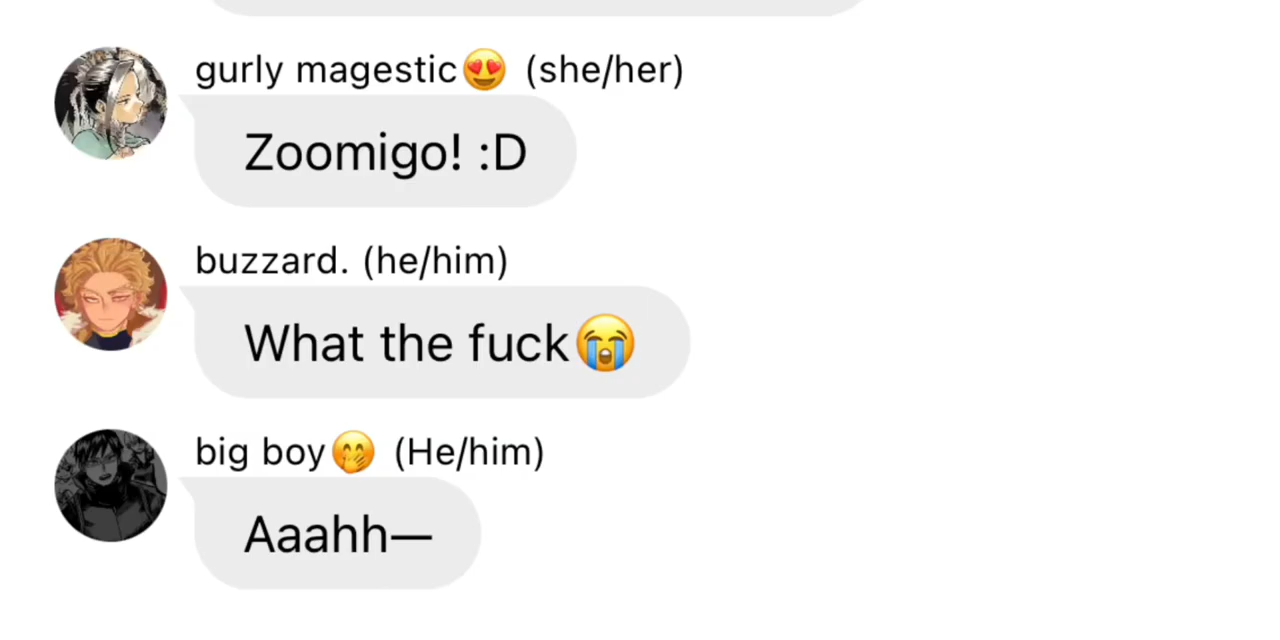 gurly magestic😍 (she/her)
Zoomigo! :D
buzzard. (he/him)
What the fuck😭
big boy🤭 (He/him)
Aaahh—